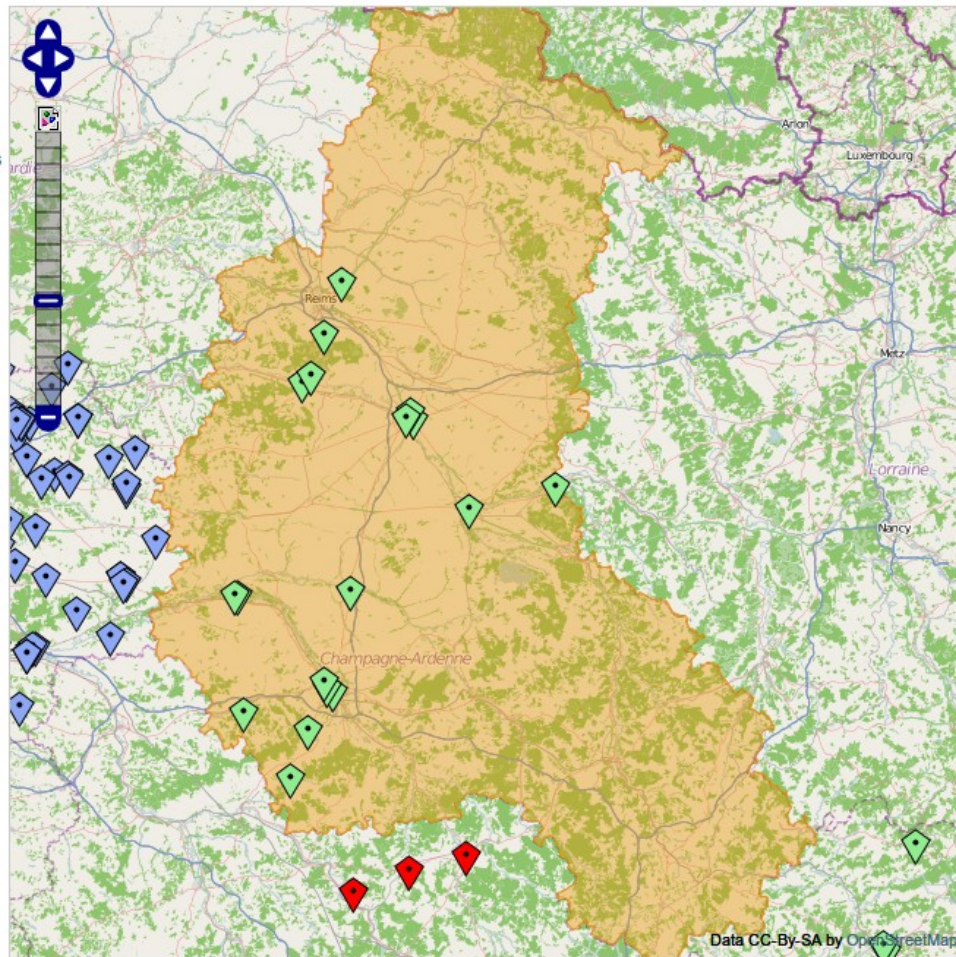 Arlon
Luxembourg
Reims
Metz
Lorraine
Nancy
Champagne-Ardenne
Data CC-By-SA by OpenStreetMap